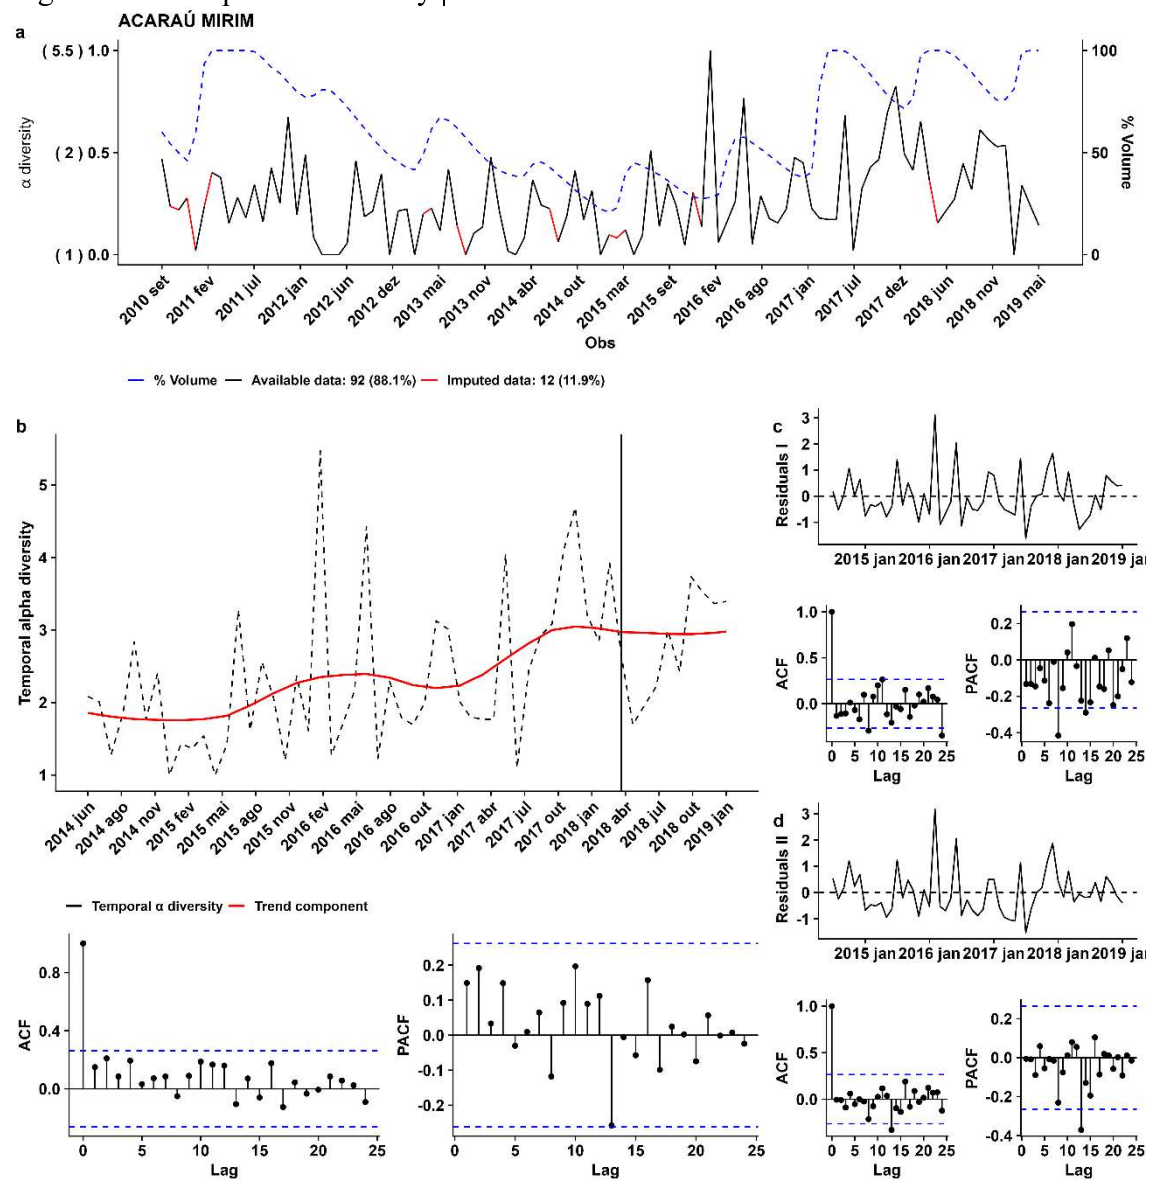 ACARAÚ MIRIM
a
α diversity
( 5.5 ) 1.0
( 2 ) 0.5
( 1 ) 0.0
100
50
0
% Volume
2010 set
2011 fev
2011 jul
2012 jan
2012 jun
2012 dez
2013 mai
2013 nov
2014 abr
2014 out
2015 mar
2015 set
2016 fev
2016 ago
2017 jan
2017 jul
2017 dez
2018 jun
2018 nov
2019 mai
Obs
% Volume Available data: 92 (88.1%) Imputed data: 12 (11.9%)
b
Temporal alpha diversity
5
4
3
2
1
2014 jun
2014 ago
2014 nov
2015 fev
2015 mai
2015 ago
2015 nov
2016 fev
2016 mai
2016 ago
2016 out
2017 jan
2017 abr
2017 jul
2017 out
2018 jan
2018 abr
2018 jul
2018 out
2019 jan
Temporal α diversity Trend component
ACF
0.8
0.4
0.0
0 5 10 15 20 25
Lag
PACF
0.2
0.1
0.0
-0.1
-0.2
0 5 10 15 20 25
Lag
c
Residuals I
3
2
1
0
-1
2015 jan 2016 jan 2017 jan 2018 jan 2019 jan
ACF
1.0
0.5
0.0
0 5 10 15 20 25
Lag
PACF
0.2
0.0
-0.2
-0.4
0 5 10 15 20 25
Lag
d
Residuals II
3
2
1
0
-1
2015 jan 2016 jan 2017 jan 2018 jan 2019 jan
ACF
1.0
0.5
0.0
0 5 10 15 20 25
Lag
PACF
0.2
0.0
-0.2
-0.4
0 5 10 15 20 25
Lag